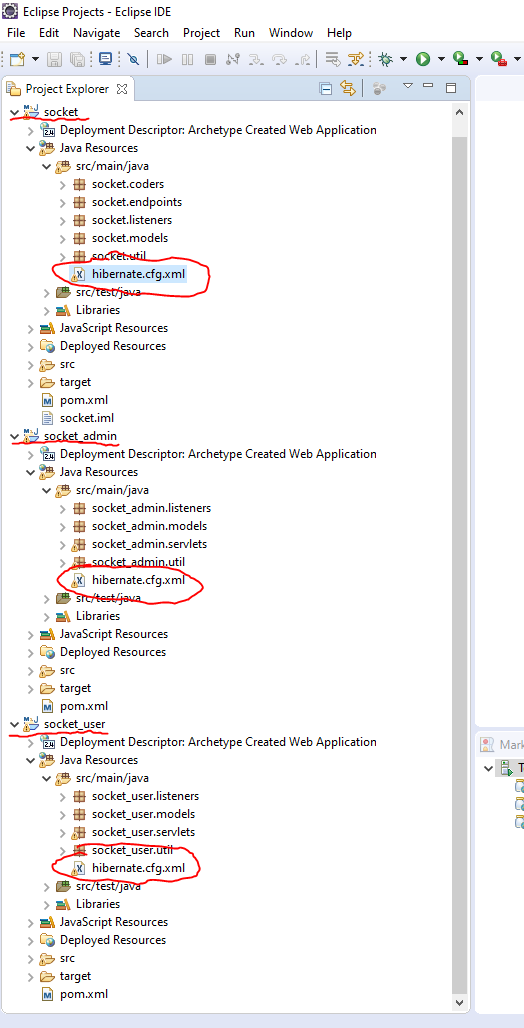 Eclipse Projects - Eclipse IDE
File Edit Navigate Search Project Run Window Help
Project Explorer
socket
Deployment Descriptor: Archetype Created Web Application
Java Resources
src/main/java
socket.coders
socket.endpoints
socket.listeners
socket.models
socket.util
hibernate.cfg.xml
src/test/java
Libraries
JavaScript Resources
Deployed Resources
src
target
pom.xml
socket.iml
socket_admin
Deployment Descriptor: Archetype Created Web Application
Java Resources
src/main/java
socket_admin.listeners
socket_admin.models
socket_admin.servlets
socket_admin.util
hibernate.cfg.xml
src/test/java
Libraries
JavaScript Resources
Deployed Resources
src
target
pom.xml
socket_user
Deployment Descriptor: Archetype Created Web Application
Java Resources
src/main/java
socket_user.listeners
socket_user.models
socket_user.servlets
socket_user.util
hibernate.cfg.xml
src/test/java
Libraries
JavaScript Resources
Deployed Resources
src
target
pom.xml